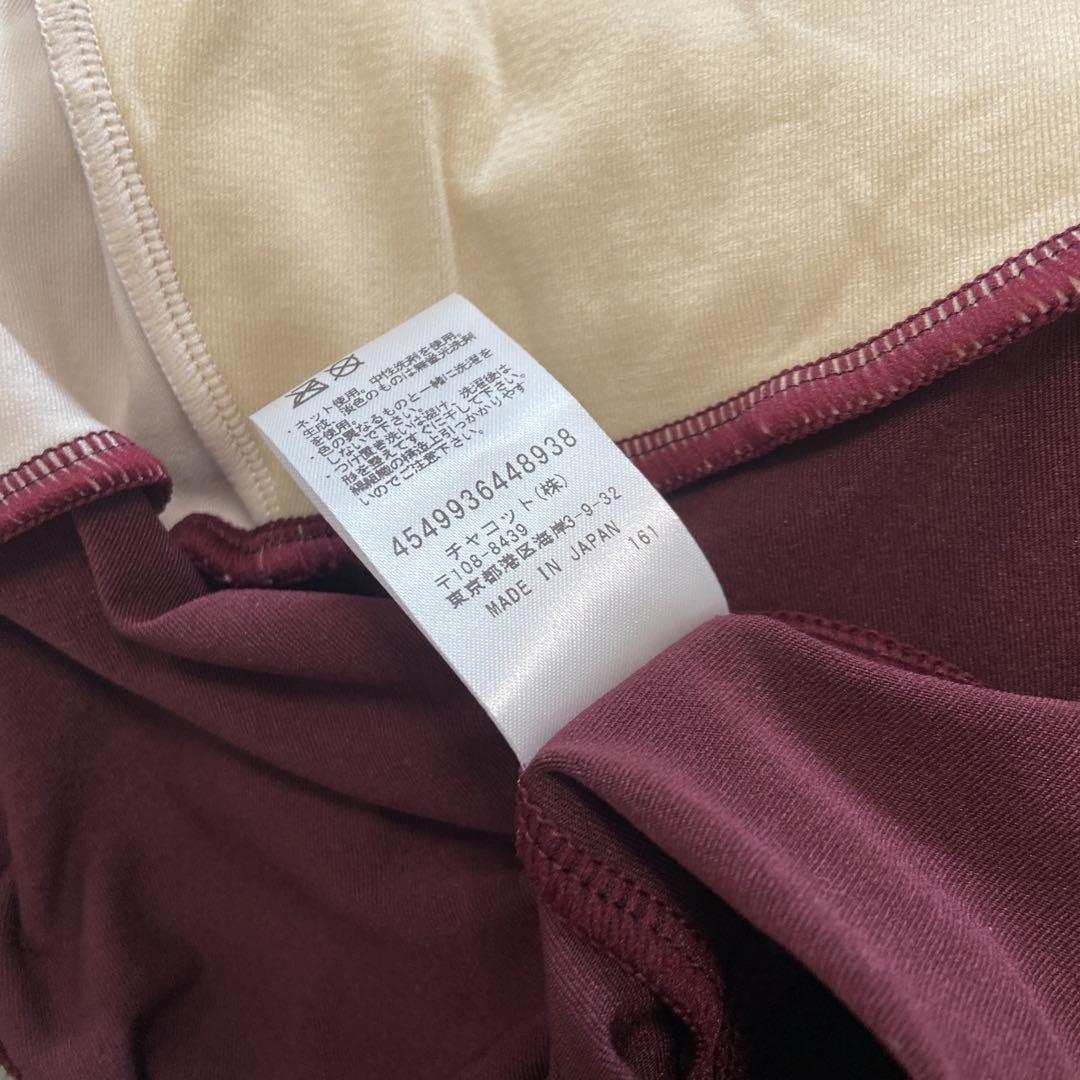 ・ネット使用。中性洗剤を使用。
生成・淡色のものは無蛍光洗剤
を使用。
・色の異なるものと一緒に洗濯を
しないで下さい。
・つけ置き洗いは避け、洗濯後は
形を整えてすぐに干して下さい。
・編組織の構造上引っかかりやす
いのでご注意下さい。
4549936448938
チャコット(株)
〒108-8439
東京都港区海岸3-9-32
MADE IN JAPAN 161